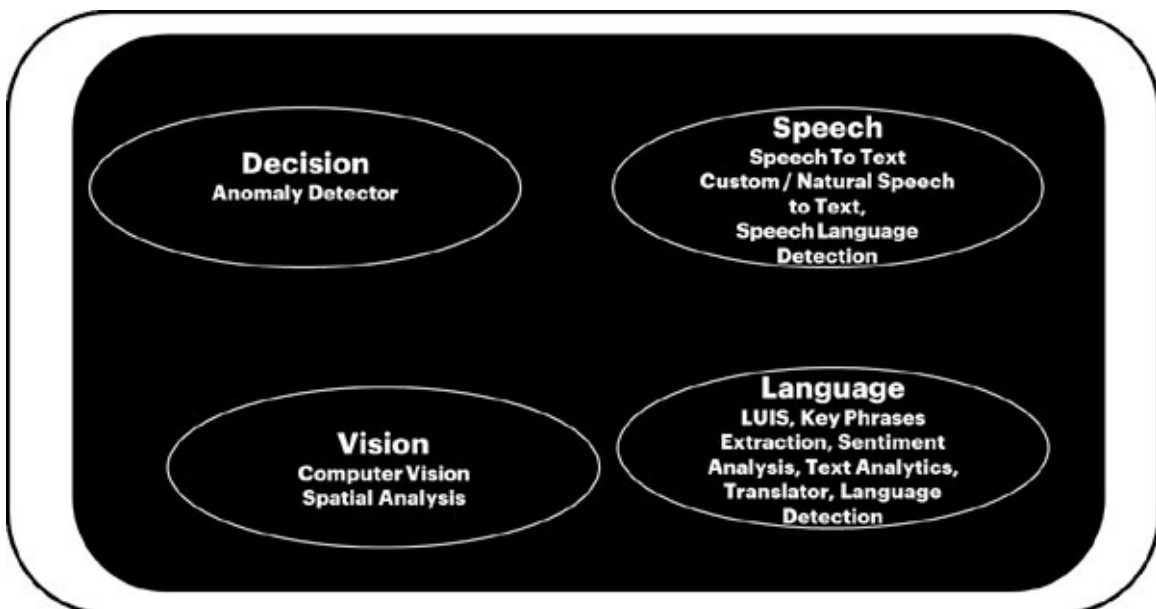 Decision
Anomaly Detector
Speech
Speech To Text
Custom / Natural Speech
to Text,
Speech Language
Detection
Vision
Computer Vision
Spatial Analysis
Language
LUIS, Key Phrases
Extraction, Sentiment
Analysis, Text Analytics,
Translator, Language
Detection